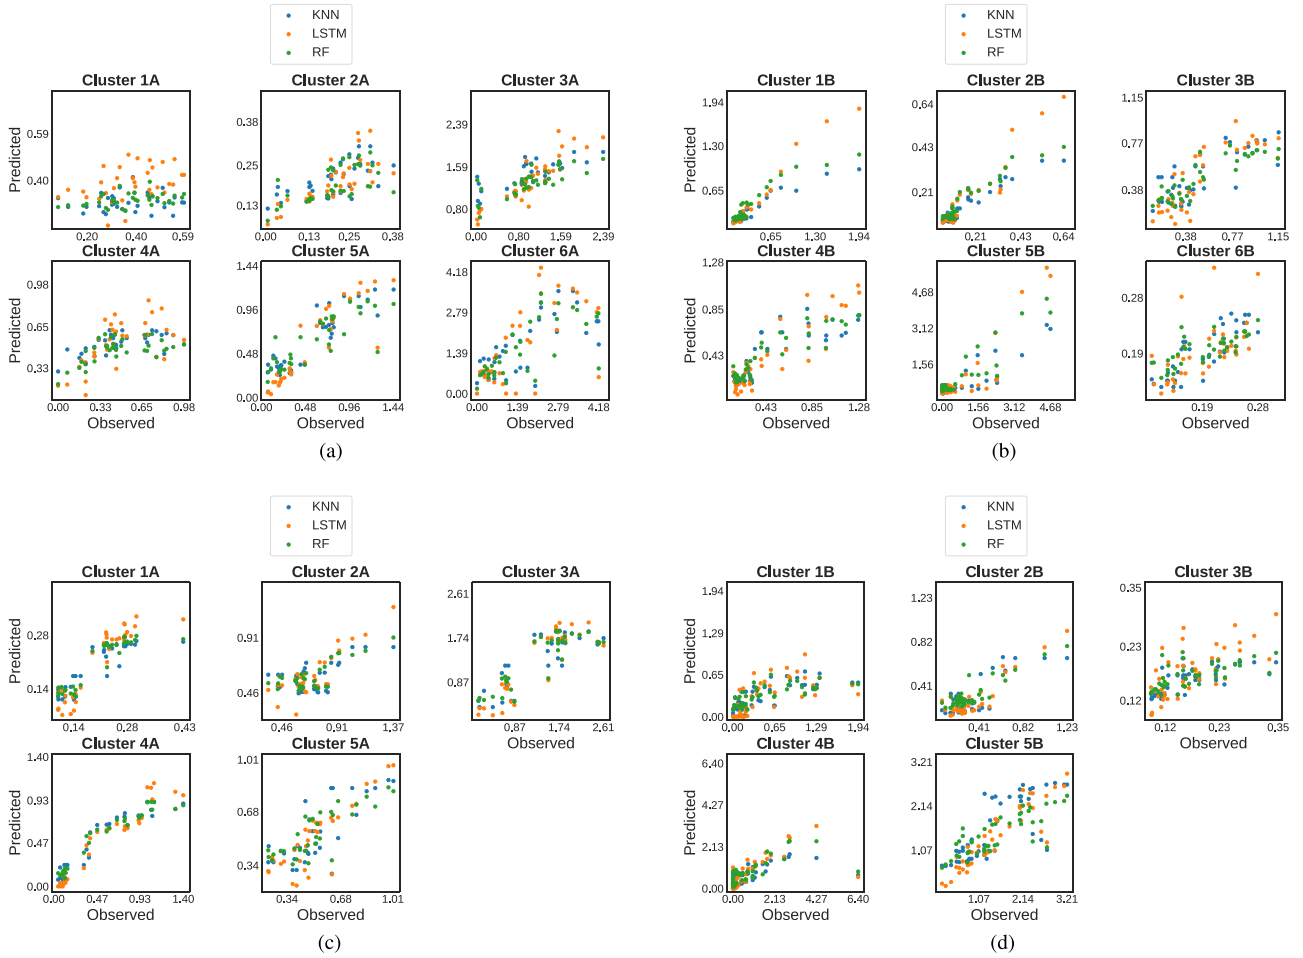 KNN KNN
LSTM LSTM
RF RF
Cluster 1A Cluster 2A Cluster 3A Cluster 1B Cluster 2B Cluster 3B
Predicted 0.59 0.40 0.38 0.25 0.13 2.39 1.59 0.80 Predicted 1.94 1.30 0.65 0.64 0.43 0.21 1.15 0.77 0.38
0.20 0.40 0.59 0.00 0.13 0.25 0.38 0.00 0.80 1.59 2.39 0.65 1.30 1.94 0.21 0.43 0.64 0.38 0.77 1.15
Cluster 4A Cluster 5A Cluster 6A Cluster 4B Cluster 5B Cluster 6B
Predicted 0.98 0.65 0.33 1.44 0.96 0.48 0.00 4.18 2.79 1.39 0.00 Predicted 1.28 0.85 0.43 4.68 3.12 1.56 0.28 0.19
0.00 0.33 0.65 0.98 0.00 0.48 0.96 1.44 0.00 1.39 2.79 4.18 0.43 0.85 1.28 0.00 1.56 3.12 4.68 0.19 0.28
Observed Observed Observed Observed Observed Observed
(a) (b)
KNN KNN
LSTM LSTM
RF RF
Cluster 1A Cluster 2A Cluster 3A Cluster 1B Cluster 2B Cluster 3B
Predicted 0.28 0.14 0.91 0.46 2.61 1.74 0.87 Predicted 1.94 1.29 0.65 0.00 1.23 0.82 0.41 0.35 0.23 0.12
0.14 0.28 0.43 0.46 0.91 1.37 0.87 1.74 2.61 0.00 0.65 1.29 1.94 0.41 0.82 1.23 0.12 0.23 0.35
Observed Observed
Cluster 4A Cluster 5A Cluster 4B Cluster 5B
Predicted 1.40 0.93 0.47 0.00 1.01 0.68 0.34 Predicted 6.40 4.27 2.13 0.00 3.21 2.14 1.07
0.00 0.47 0.93 1.40 0.34 0.68 1.01 0.00 2.13 4.27 6.40 1.07 2.14 3.21
Observed Observed Observed Observed
(c) (d)